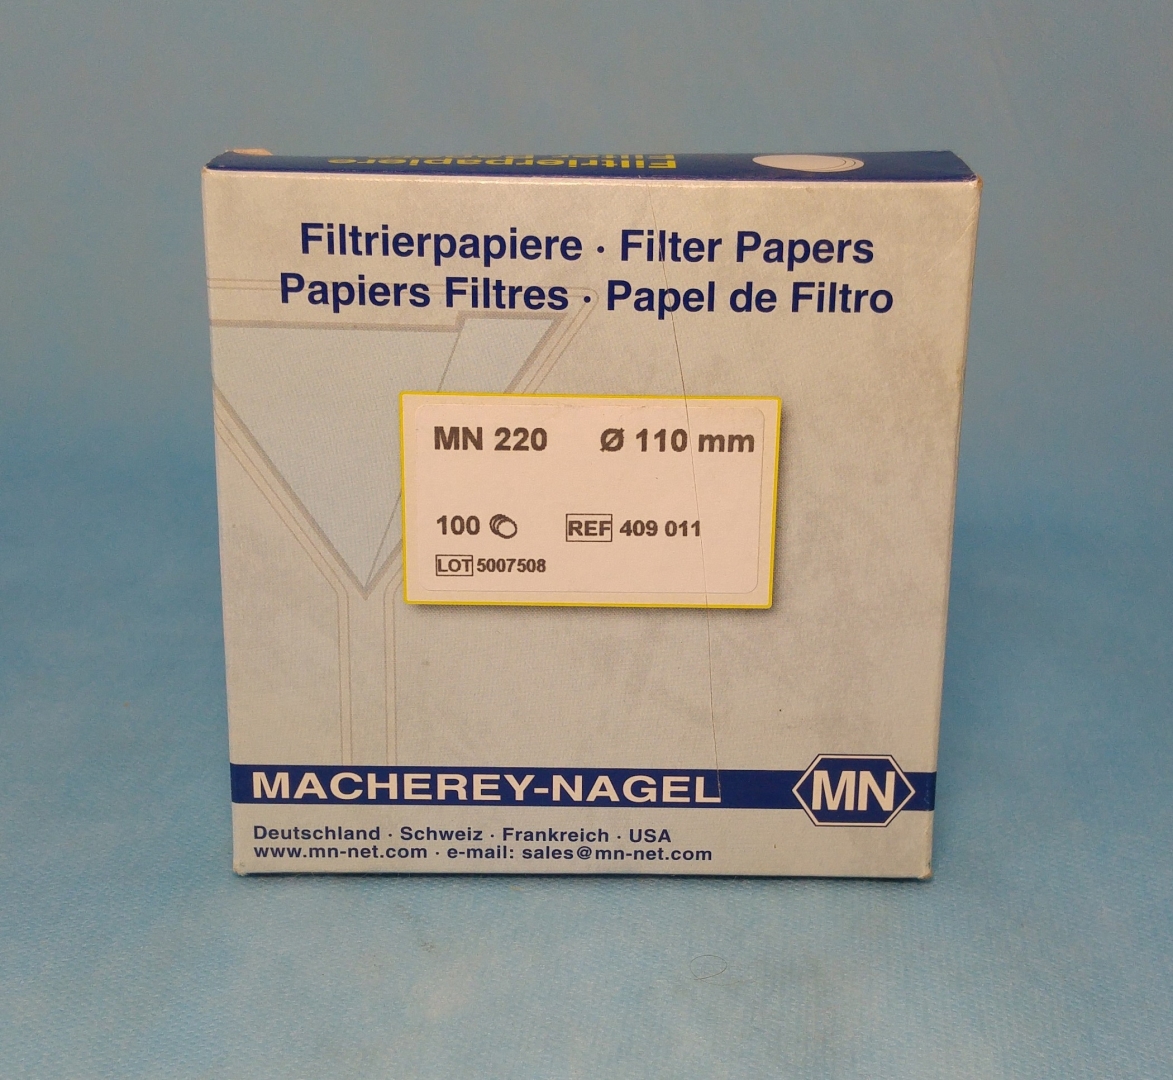 Filtrierpapiere
Filtrierpapiere · Filter Papers
Papiers Filtres · Papel de Filtro
MN 220 Ø 110 mm
100 REF 409 011
LOT 5007508
MACHEREY-NAGEL MN
Deutschland · Schweiz · Frankreich · USA
www.mn-net.com · e-mail: sales@mn-net.com